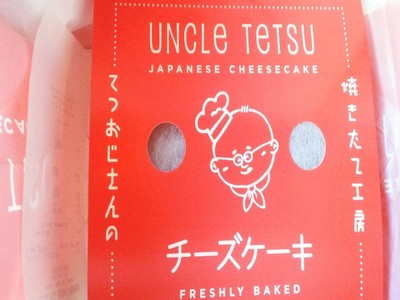 UNCLE TETSU
JAPANESE CHEESECAKE
焼きたて工房
てつおじさんの
チーズケーキ
FRESHLY BAKED